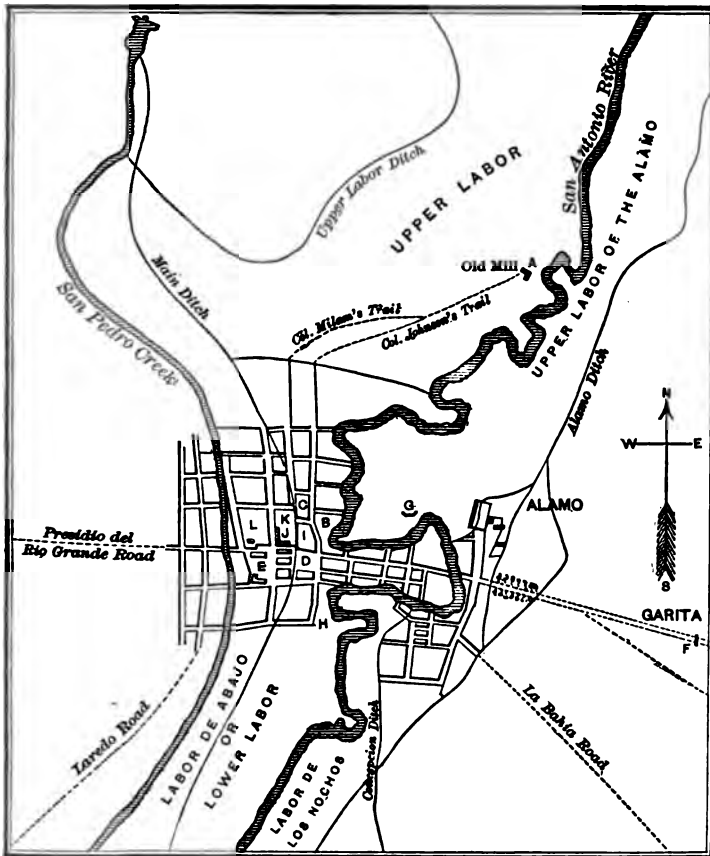 San Antonio River
Upper Labor Ditch
UPPER LABOR
UPPER LABOR OF THE ALAMO
Old Mill
A
Main Ditch
San Pedro Creek
Col. Milam's Trail
Col. Johnson's Trail
Alamo Ditch
N
W
E
S
C
G
ALAMO
L
K
B
J
I
Presidio del
Rio Grande Road
E
D
GARITA
F
H
Laredo Road
LABOR DE ABAJO
OR
LOWER LABOR
La Bahia Road
Concepcion Ditch
LABOR DE
LOS NOCHOS